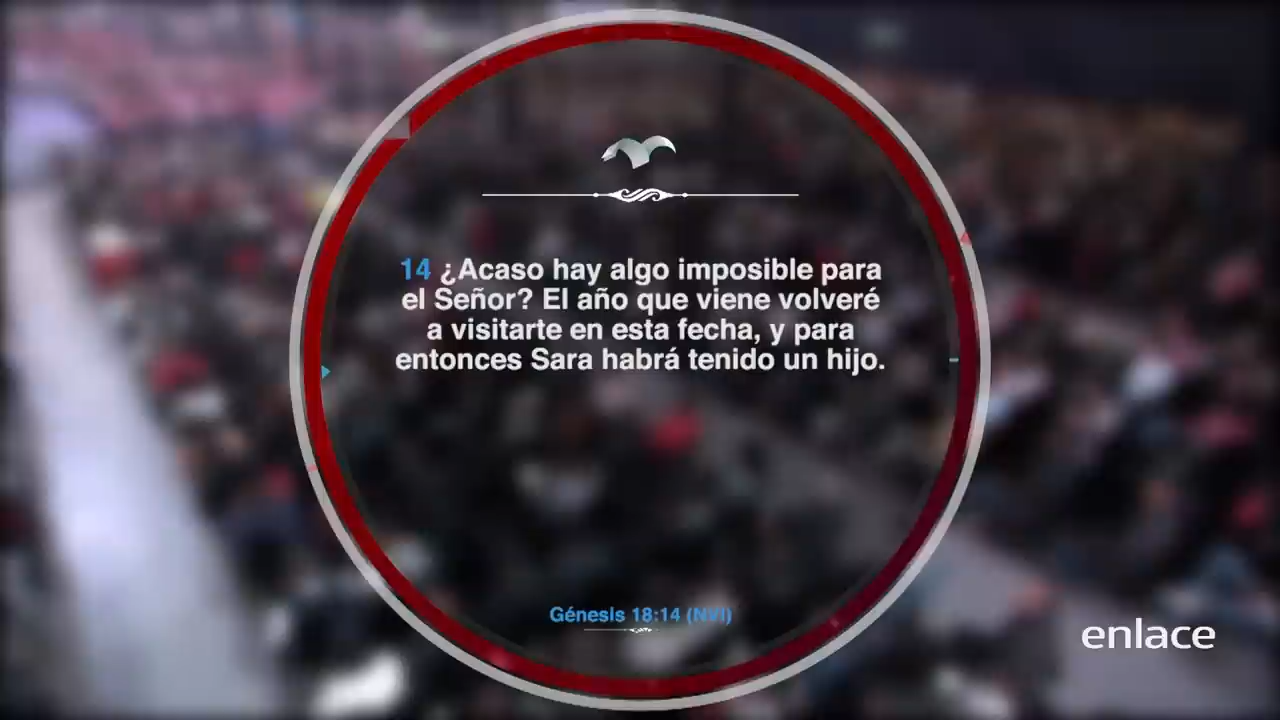 14 ¿Acaso hay algo imposible para
el Señor? El año que viene volveré
a visitarte en esta fecha, y para
entonces Sara habrá tenido un hijo.
Génesis 18:14 (NVI)
enlace